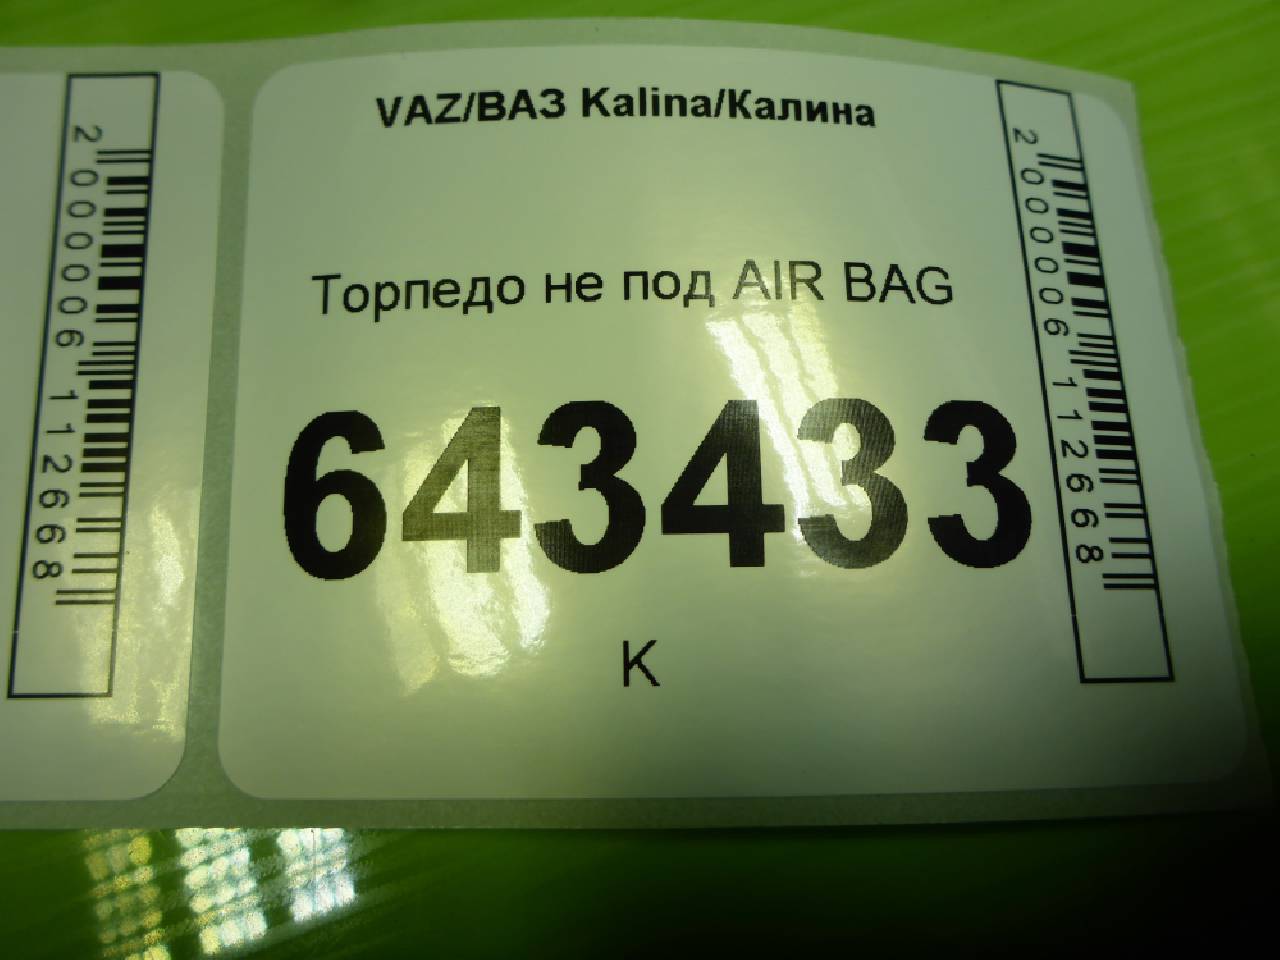 2000006112668
VAZ/ВАЗ Kalina/Калина
Торпедо не под AIR BAG
643433
К
2000006112668